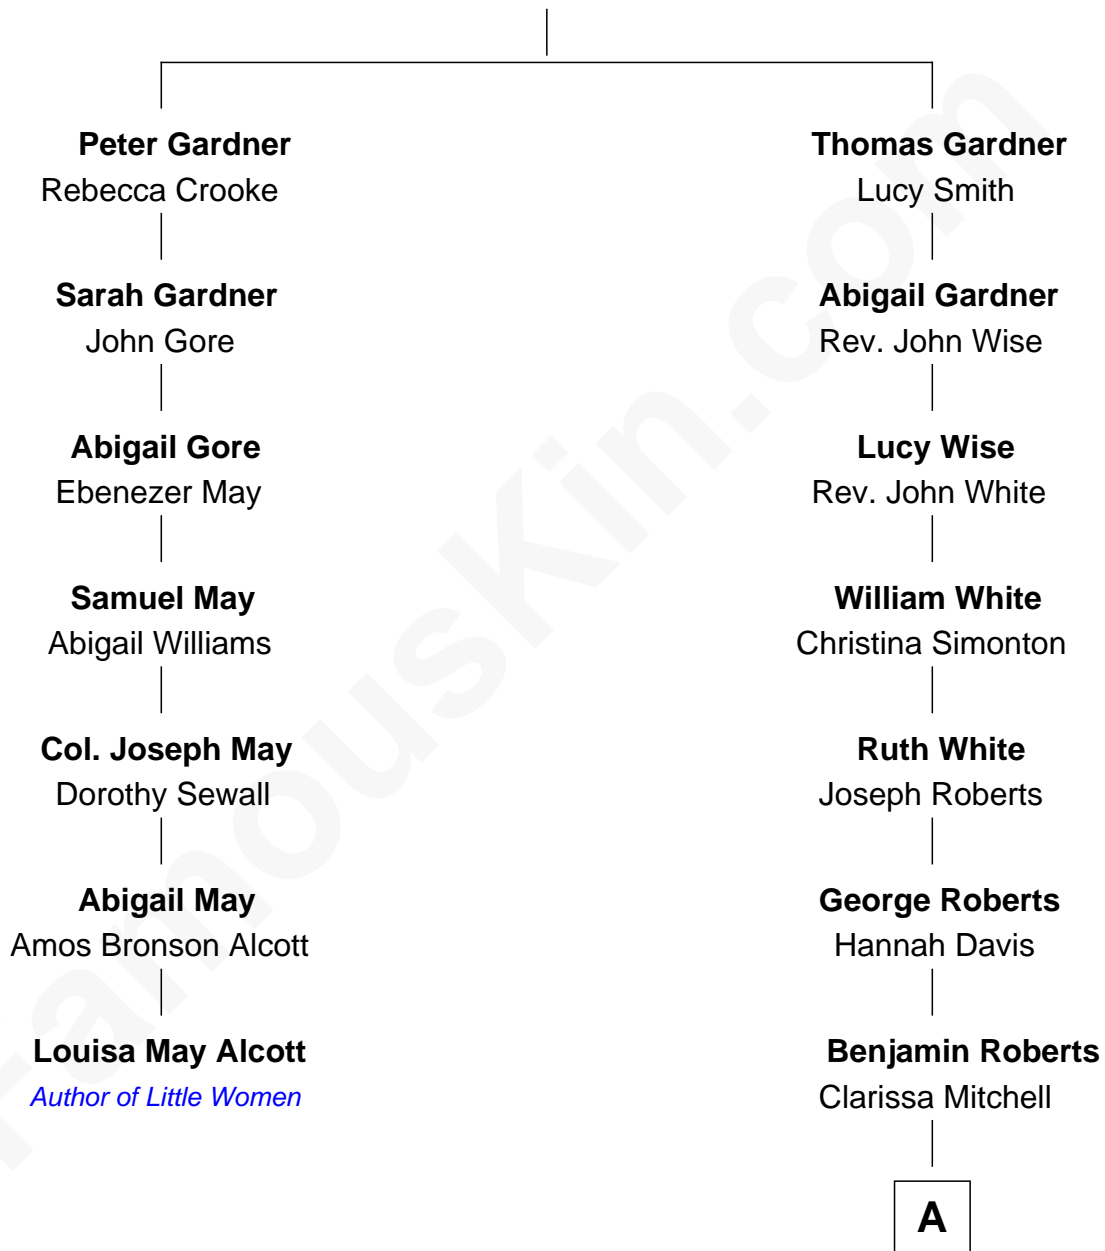 Peter Gardner
Rebecca Crooke
Sarah Gardner
John Gore
Abigail Gore
Ebenezer May
Samuel May
Abigail Williams
Col. Joseph May
Dorothy Sewall
Abigail May
Amos Bronson Alcott
Louisa May Alcott
Author of Little Women
Thomas Gardner
Lucy Smith
Abigail Gardner
Rev. John Wise
Lucy Wise
Rev. John White
William White
Christina Simonton
Ruth White
Joseph Roberts
George Roberts
Hannah Davis
Benjamin Roberts
Clarissa Mitchell
A
FamousKin.com